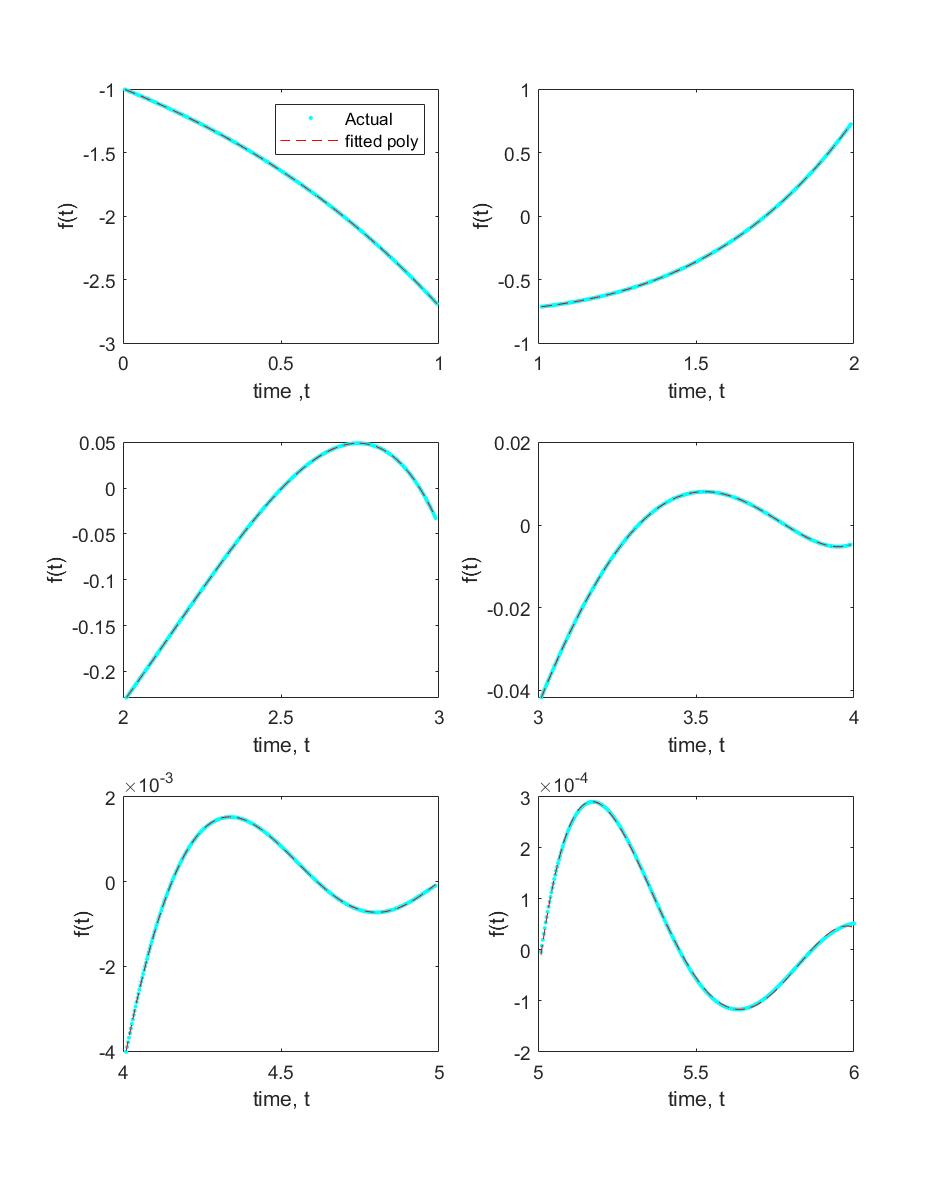 -1
-1.5
-2
-2.5
-3
f(t)
Actual
fitted poly
0 0.5 1
time ,t
1
0.5
0
-0.5
-1
f(t)
1 1.5 2
time, t
0.05
0
-0.05
-0.1
-0.15
-0.2
f(t)
2 2.5 3
time, t
0.02
0
-0.02
-0.04
f(t)
3 3.5 4
time, t
×10-3
2
0
-2
-4
f(t)
4 4.5 5
time, t
×10-4
3
2
1
0
-1
-2
f(t)
5 5.5 6
time, t